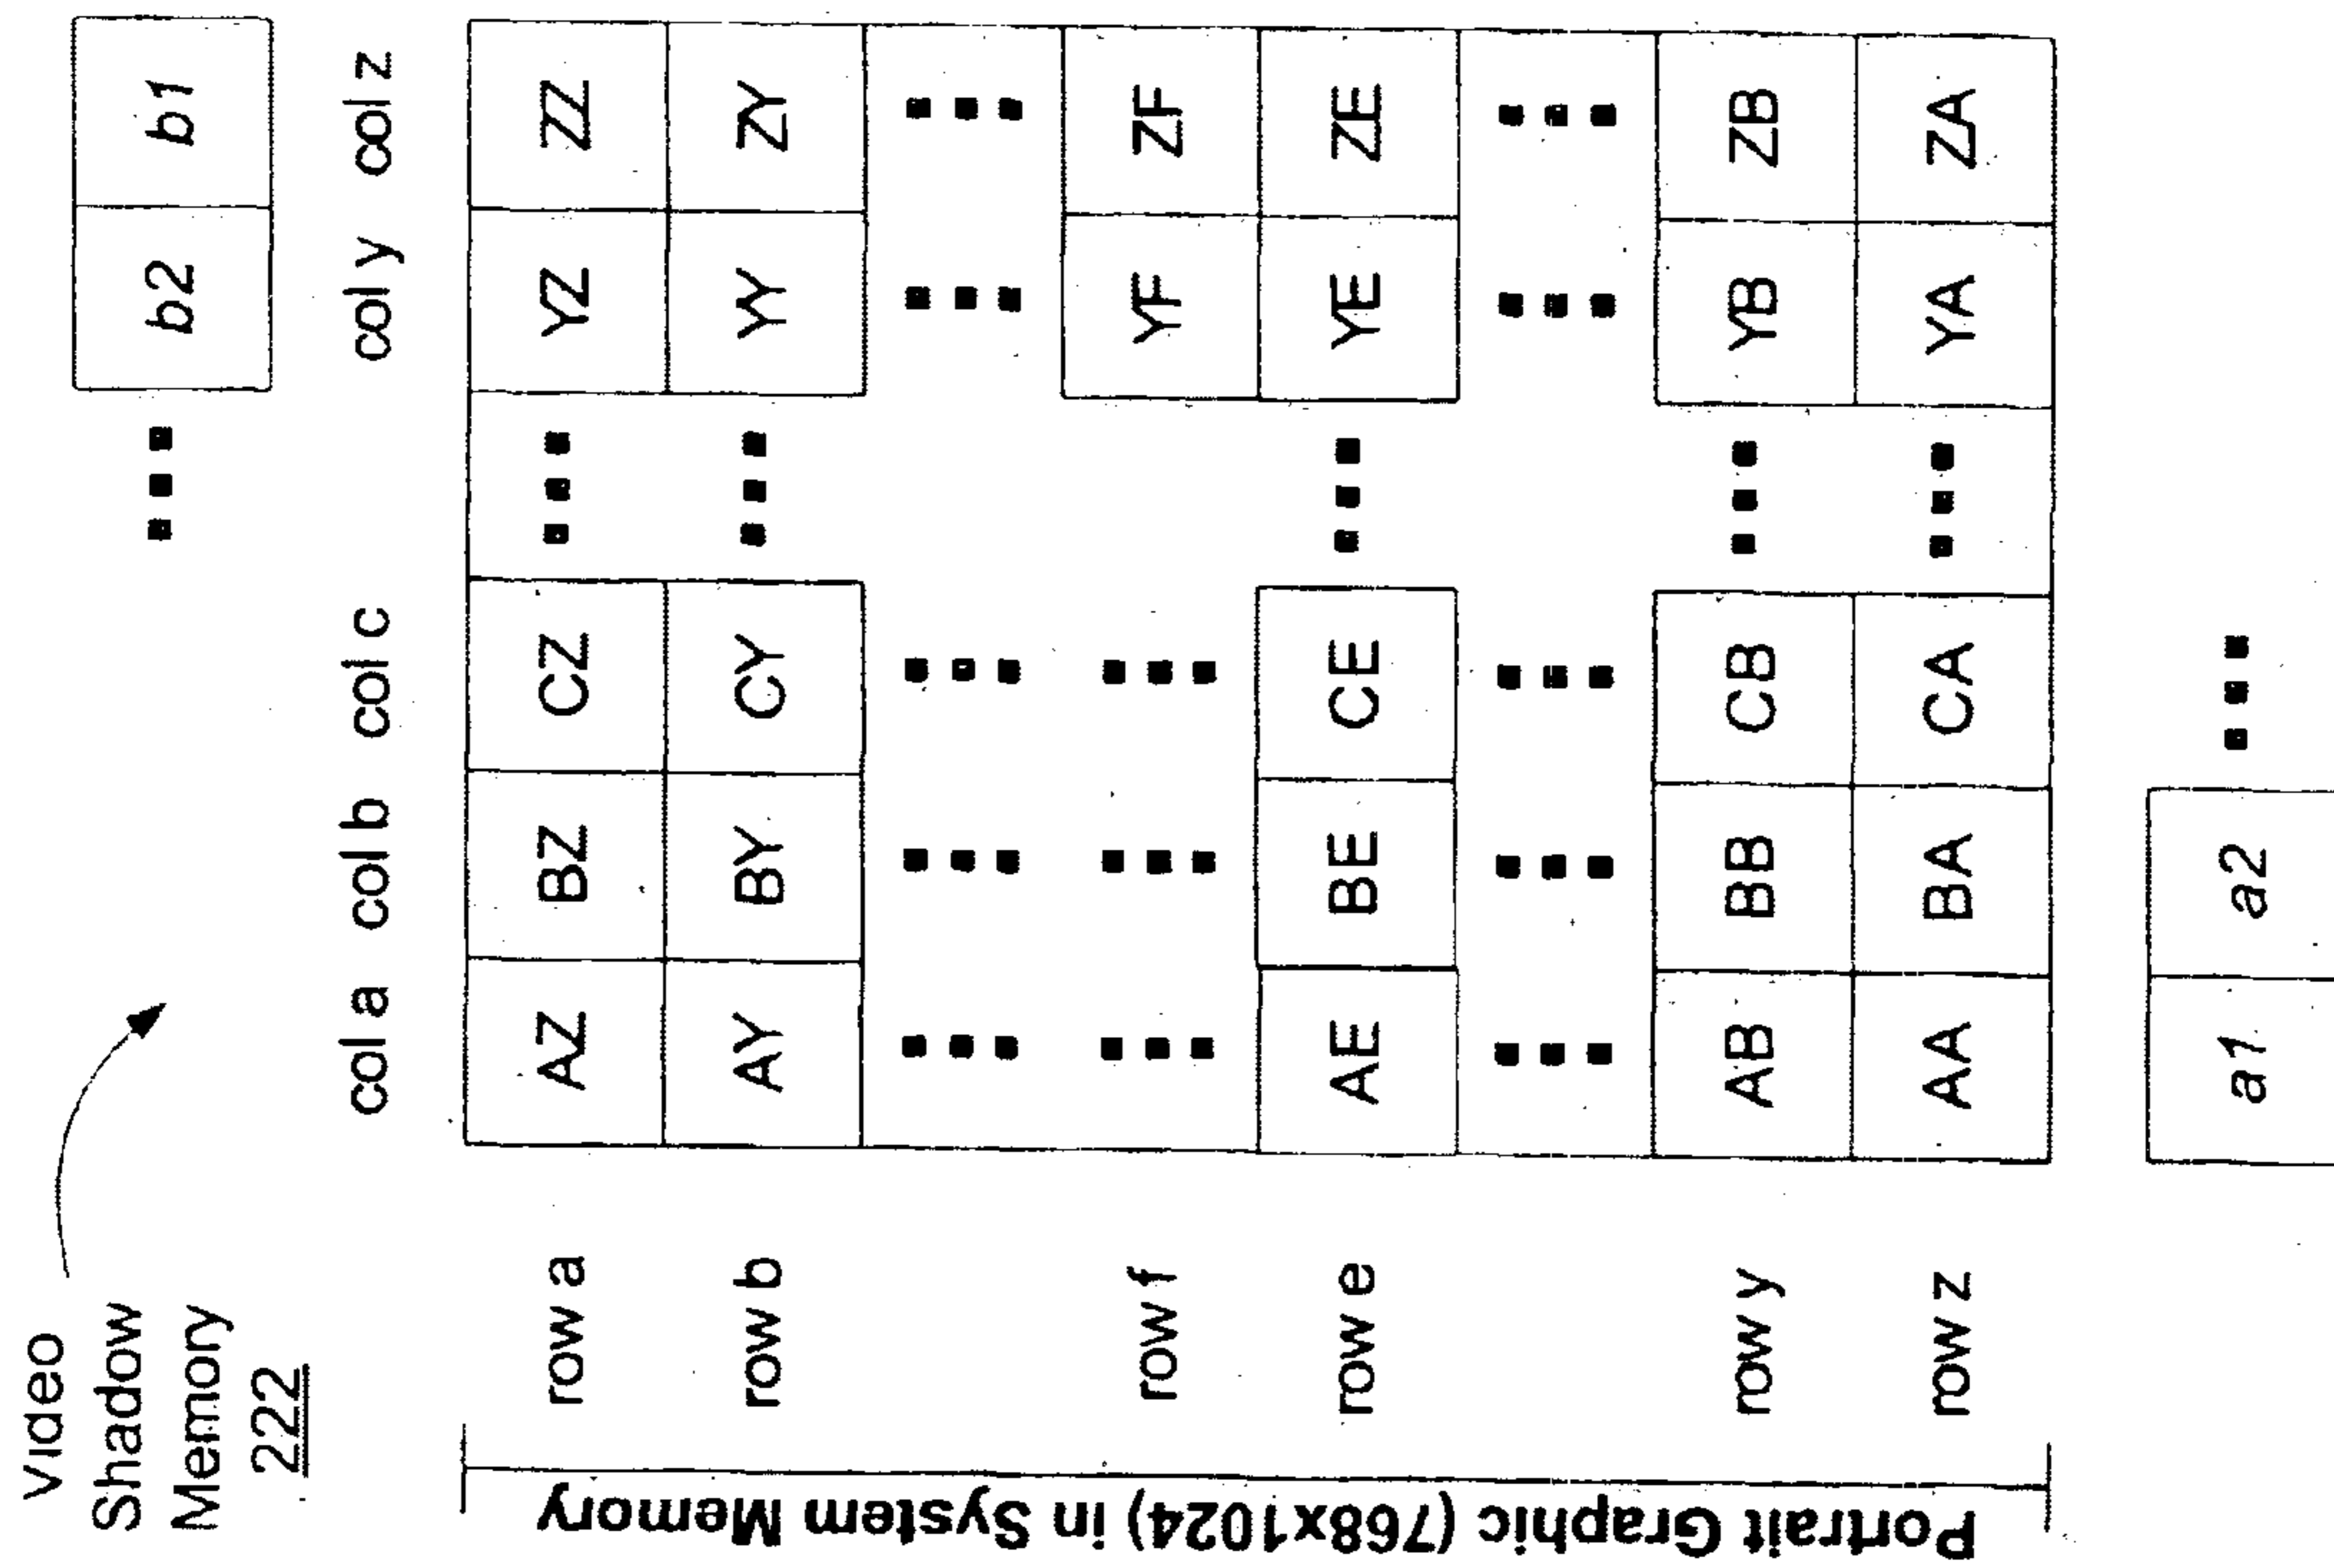 Video
Shadow
Memory
222
b2 b1
col a col b col c col y col z
row a AZ BZ CZ YZ ZZ
row b AY BY CY YY ZY
row f YF ZF
row e AE BE CE YE ZE
row y AB BB CB YB ZB
row z AA BA CA YA ZA
a1 a2
Portrait Graphic (768x1024) in System Memory